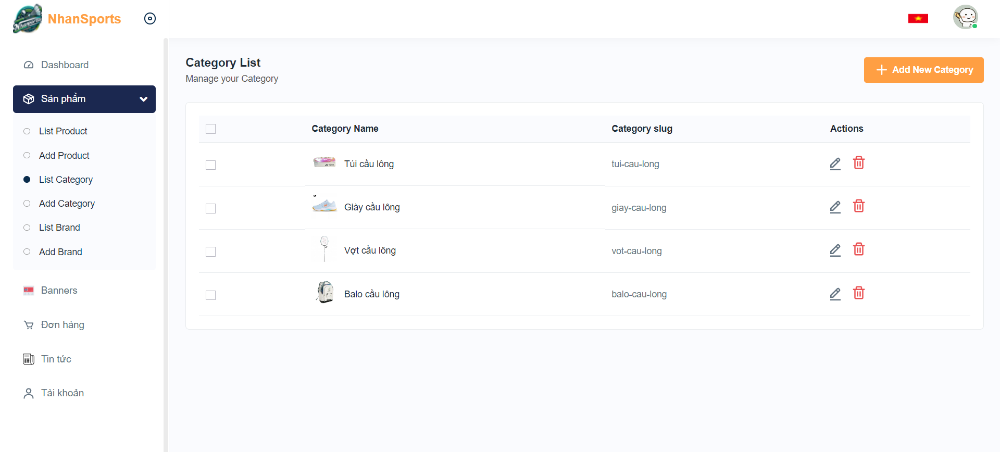 NhanSports
Dashboard
Sản phẩm
List Product
Add Product
List Category
Add Category
List Brand
Add Brand
Banners
Đơn hàng
Tin tức
Tài khoản
Category List
Manage your Category
Add New Category
Category Name Category slug Actions
Túi cầu lông tui-cau-long
Giày cầu lông giay-cau-long
Vợt cầu lông vot-cau-long
Balo cầu lông balo-cau-long